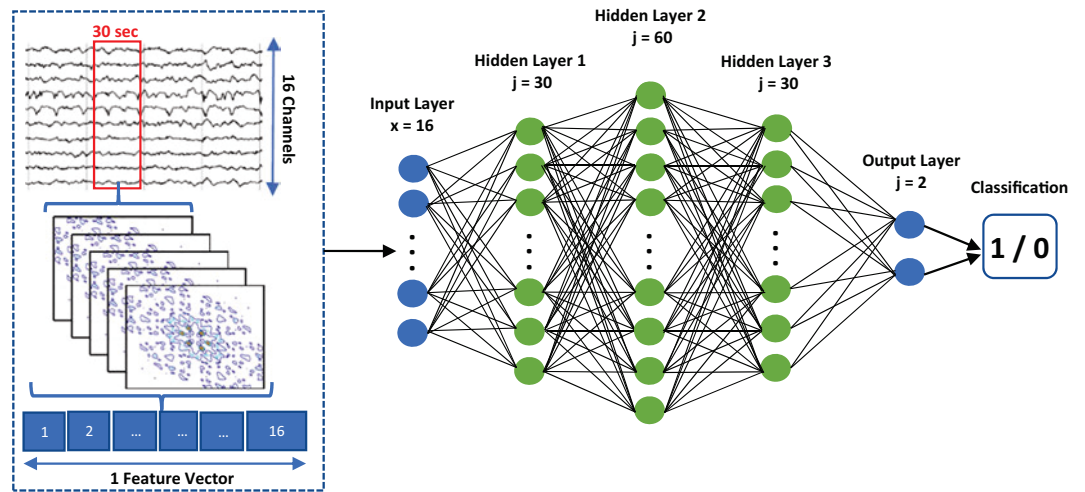 30 sec
16 Channels
1
2
...
...
...
16
1 Feature Vector
Input Layer
x = 16
Hidden Layer 1
j = 30
Hidden Layer 2
j = 60
Hidden Layer 3
j = 30
Output Layer
j = 2
Classification
1 / 0